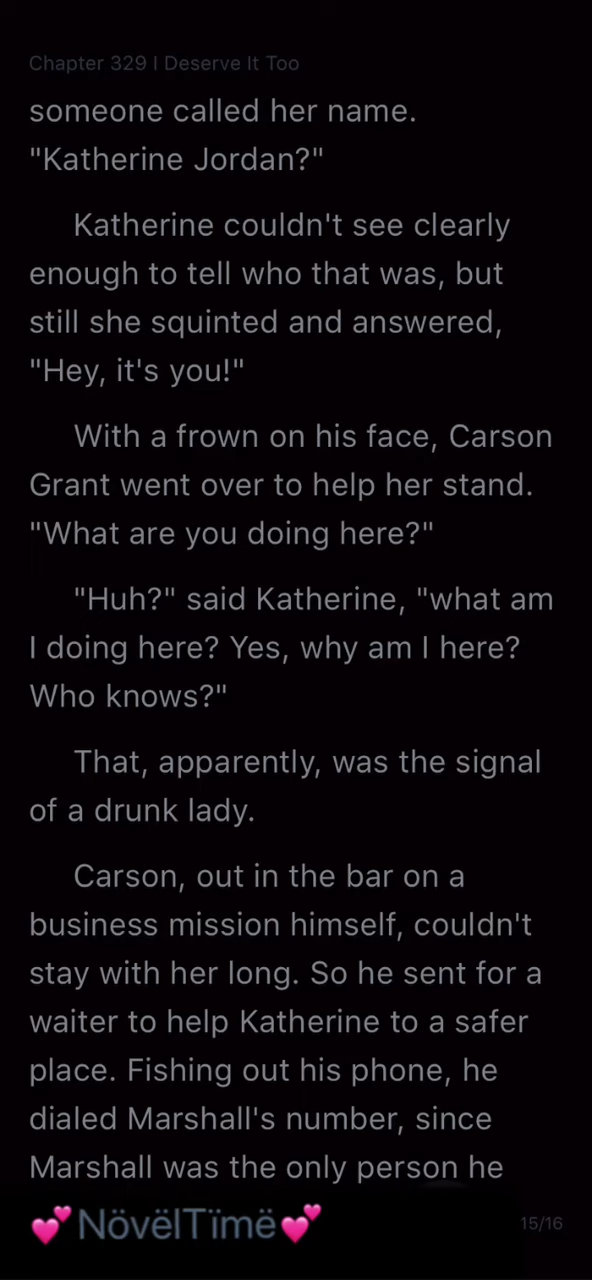 Chapter 329 I Deserve It Too
someone called her name.
"Katherine Jordan?"
Katherine couldn't see clearly
enough to tell who that was, but
still she squinted and answered,
"Hey, it's you!"
With a frown on his face, Carson
Grant went over to help her stand.
"What are you doing here?"
"Huh?" said Katherine, "what am
I doing here? Yes, why am I here?
Who knows?"
That, apparently, was the signal
of a drunk lady.
Carson, out in the bar on a
business mission himself, couldn't
stay with her long. So he sent for a
waiter to help Katherine to a safer
place. Fishing out his phone, he
dialed Marshall's number, since
Marshall was the only person he
💕NövëlTïmë💕
15/16